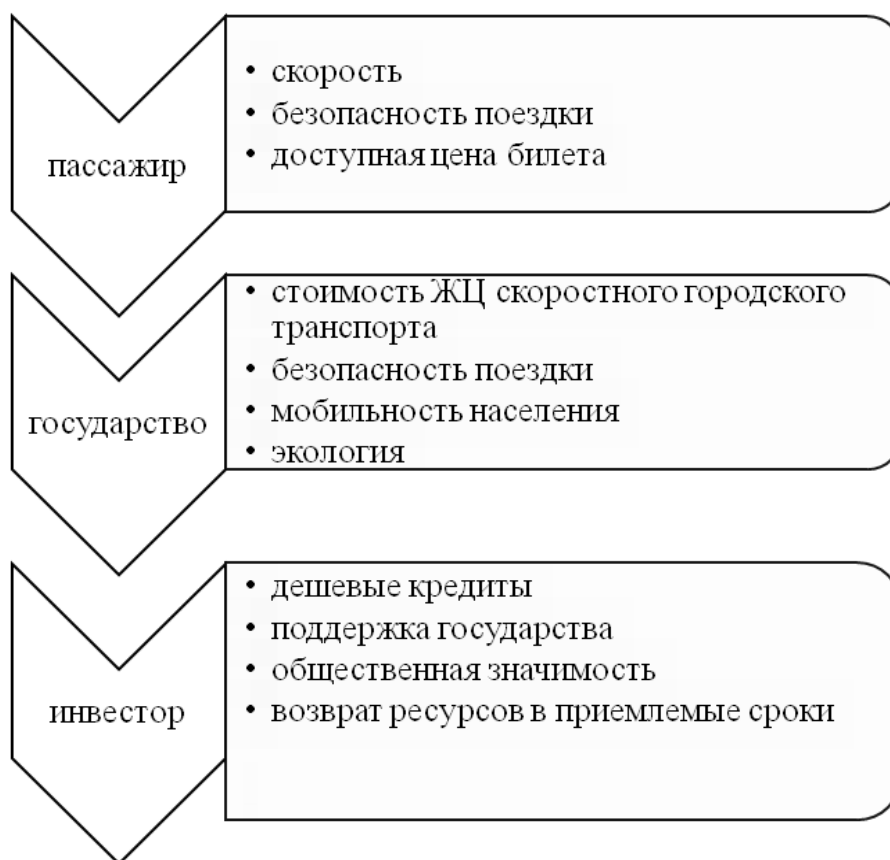 пассажир
• скорость
• безопасность поездки
• доступная цена билета
государство
• стоимость ЖЦ скоростного городского
транспорта
• безопасность поездки
• мобильность населения
• экология
инвестор
• дешевые кредиты
• поддержка государства
• общественная значимость
• возврат ресурсов в приемлемые сроки